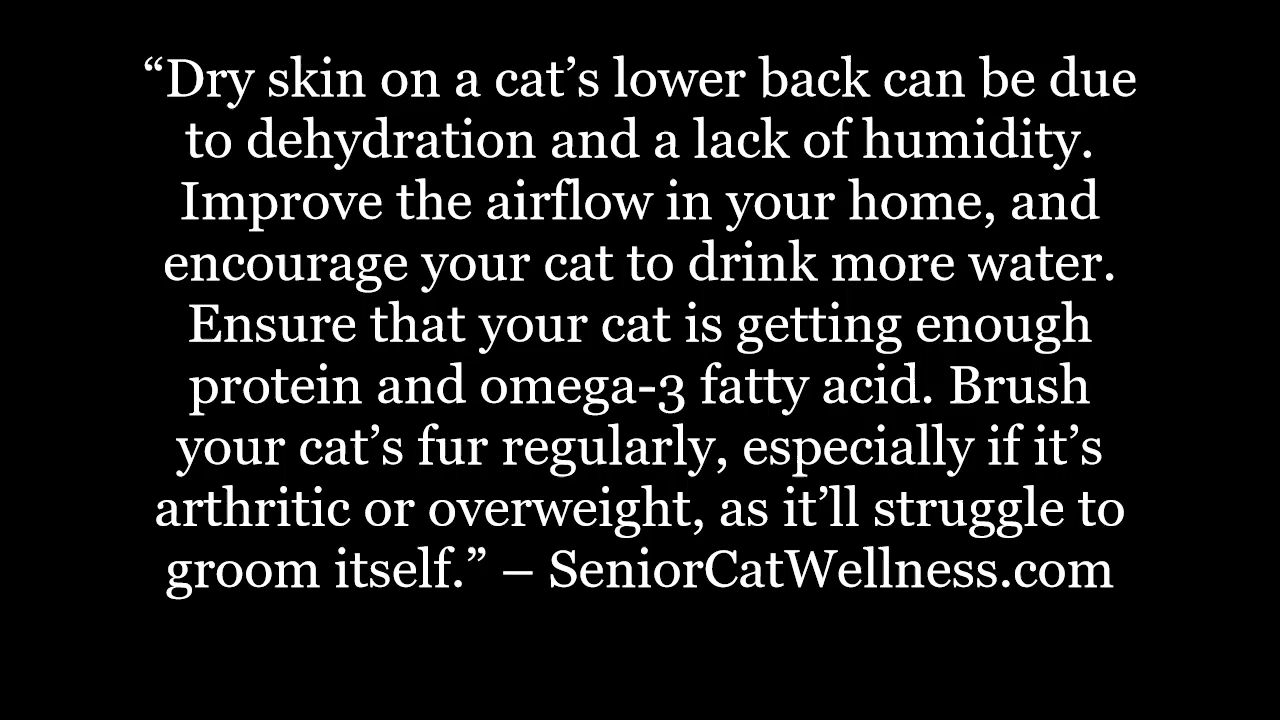 “Dry skin on a cat’s lower back can be due
to dehydration and a lack of humidity.
Improve the airflow in your home, and
encourage your cat to drink more water.
Ensure that your cat is getting enough
protein and omega-3 fatty acid. Brush
your cat’s fur regularly, especially if it’s
arthritic or overweight, as it’ll struggle to
groom itself.” – SeniorCatWellness.com